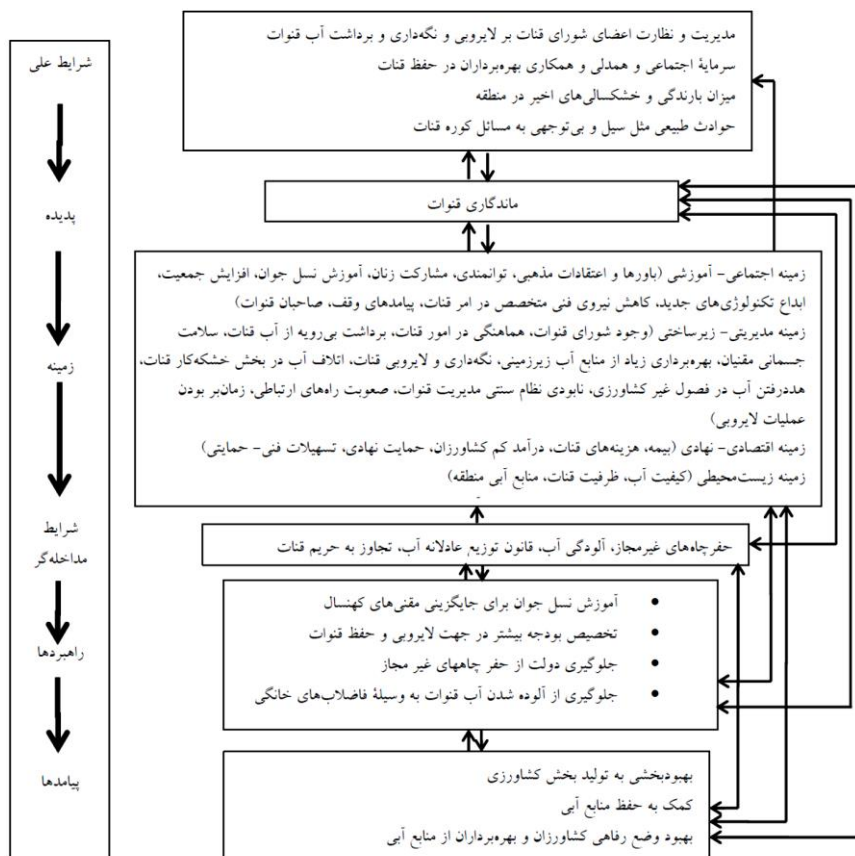 شرایط علی
پدیده
زمینه
شرایط
مداخله‌گر
راهبردها
پیامدها
مدیریت و نظارت اعضای شورای قنات بر لایروبی و نگه‌داری و برداشت آب قنوات
سرمایۀ اجتماعی و همدلی و همکاری بهره‌برداران در حفظ قنات
میزان بارندگی و خشکسالی‌های اخیر در منطقه
حوادث طبیعی مثل سیل و بی‌توجهی به مسائل کوره قنات
ماندگاری قنوات
زمینه اجتماعی- آموزشی (باورها و اعتقادات مذهبی، توانمندی، مشارکت زنان، آموزش نسل جوان، افزایش جمعیت،
ابداع تکنولوژی‌های جدید، کاهش نیروی فنی متخصص در امر قنات، پیامدهای وقف، صاحبان قنوات)
زمینه مدیریتی- زیرساختی (وجود شورای قنوات، هماهنگی در امور قنات، برداشت بی‌رویه از آب قنات، سلامت
جسمانی مقنیان، بهره‌برداری زیاد از منابع آب زیرزمینی، نگه‌داری و لایروبی قنات، اتلاف آب در بخش خشکه‌کار قنات،
هددرفتن آب در فصول غیر کشاورزی، نابودی نظام سنتی مدیریت قنوات، صعوبت راه‌های ارتباطی، زمان‌بر بودن
عملیات لایروبی)
زمینه اقتصادی- نهادی (بیمه، هزینه‌های قنات، درآمد کم کشاورزان، حمایت نهادی، تسهیلات فنی- حمایتی)
زمینه زیست‌محیطی (کیفیت آب، ظرفیت قنات، منابع آبی منطقه)
حفرچاه‌های غیرمجاز، آلودگی آب، قانون توزیع عادلانه آب، تجاوز به حریم قنات
• آموزش نسل جوان برای جایگزینی مقنی‌های کهنسال
• تخصیص بودجه بیشتر در جهت لایروبی و حفظ قنوات
• جلوگیری دولت از حفر چاههای غیر مجاز
• جلوگیری از آلوده شدن آب قنوات به وسیلۀ فاضلاب‌های خانگی
بهبودبخشی به تولید بخش کشاورزی
کمک به حفظ منابع آبی
بهبود وضع رفاهی کشاورزان و بهره‌برداران از منابع آبی